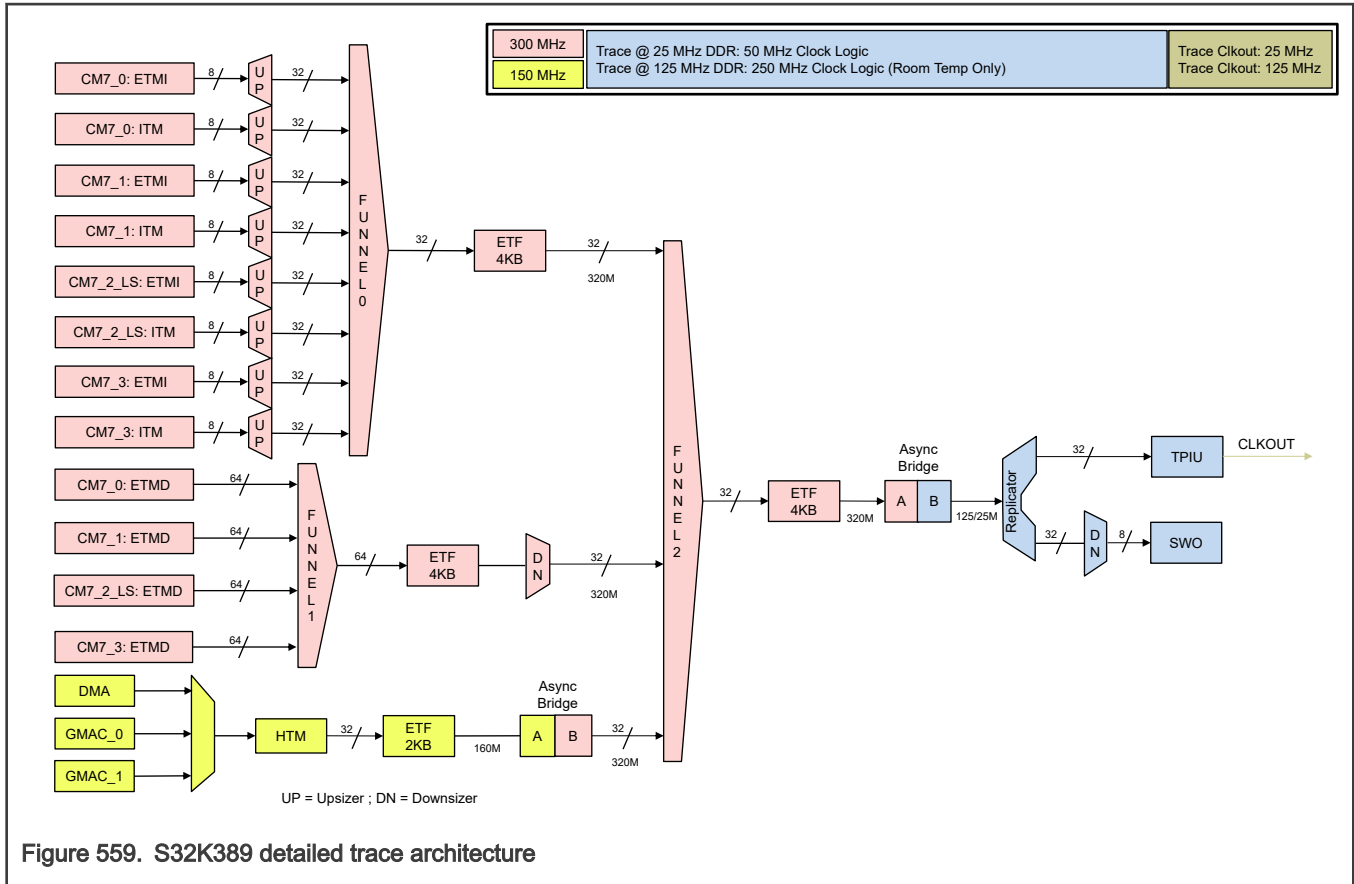 300 MHz
150 MHz
Trace @ 25 MHz DDR: 50 MHz Clock Logic
Trace @ 125 MHz DDR: 250 MHz Clock Logic (Room Temp Only)
Trace Clkout: 25 MHz
Trace Clkout: 125 MHz
CM7_0: ETMI
8
UP
32
CM7_0: ITM
8
UP
32
CM7_1: ETMI
8
UP
32
CM7_1: ITM
8
UP
32
CM7_2_LS: ETMI
8
UP
32
CM7_2_LS: ITM
8
UP
32
CM7_3: ETMI
8
UP
32
CM7_3: ITM
8
UP
32
FUNNEL0
32
ETF
4KB
32
320M
CM7_0: ETMD
64
CM7_1: ETMD
64
CM7_2_LS: ETMD
64
CM7_3: ETMD
64
FUNNEL1
64
ETF
4KB
DN
32
320M
DMA
GMAC_0
GMAC_1
HTM
32
ETF
2KB
160M
Async
Bridge
A
B
32
320M
FUNNEL2
32
ETF
4KB
320M
Async
Bridge
A
B
125/25M
Replicator
32
TPIU
CLKOUT
32
DN
8
SWO
UP = Upsizer ; DN = Downsizer
Figure 559. S32K389 detailed trace architecture